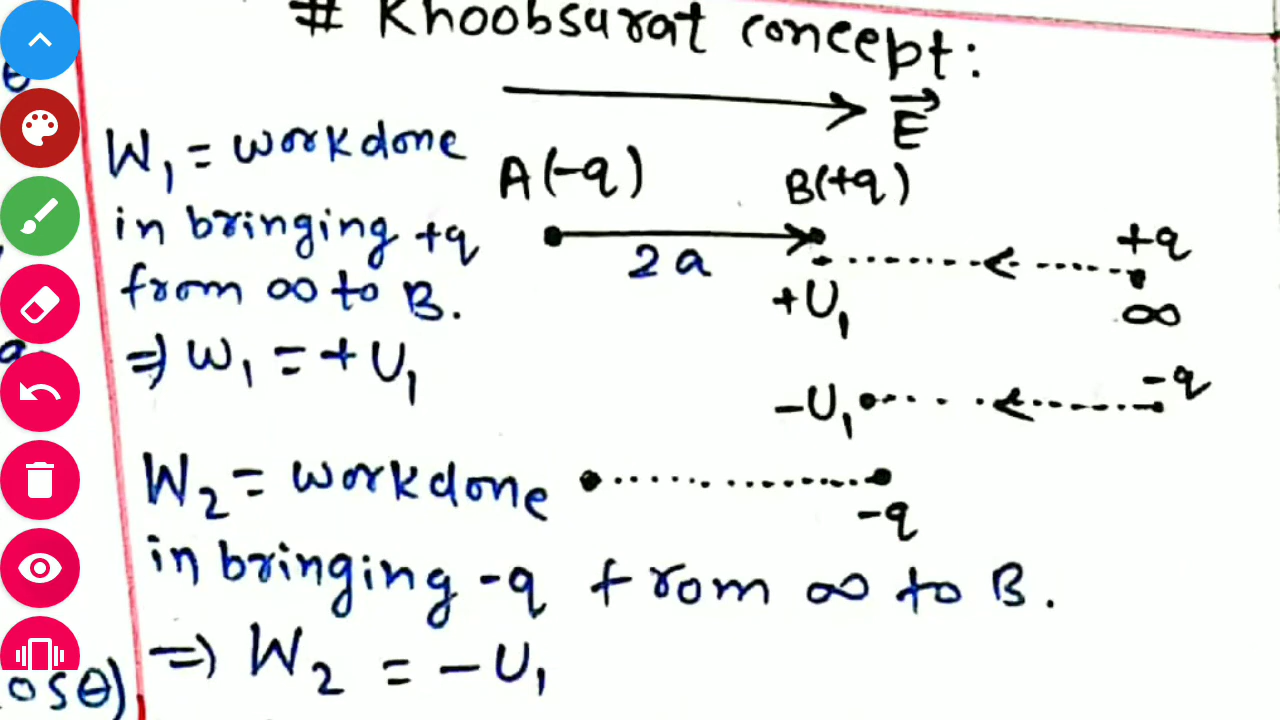 # Khoobsurat concept:
E
W₁ = workdone
in bringing +q
from ∞ to B.
⇒ W₁ = +U₁
A(-q)
B(+q)
2a
+q
+U₁
∞
-q
-U₁
W₂ = workdone
-q
in bringing -q from ∞ to B.
⇒ W₂ = -U₁
θ
osθ)